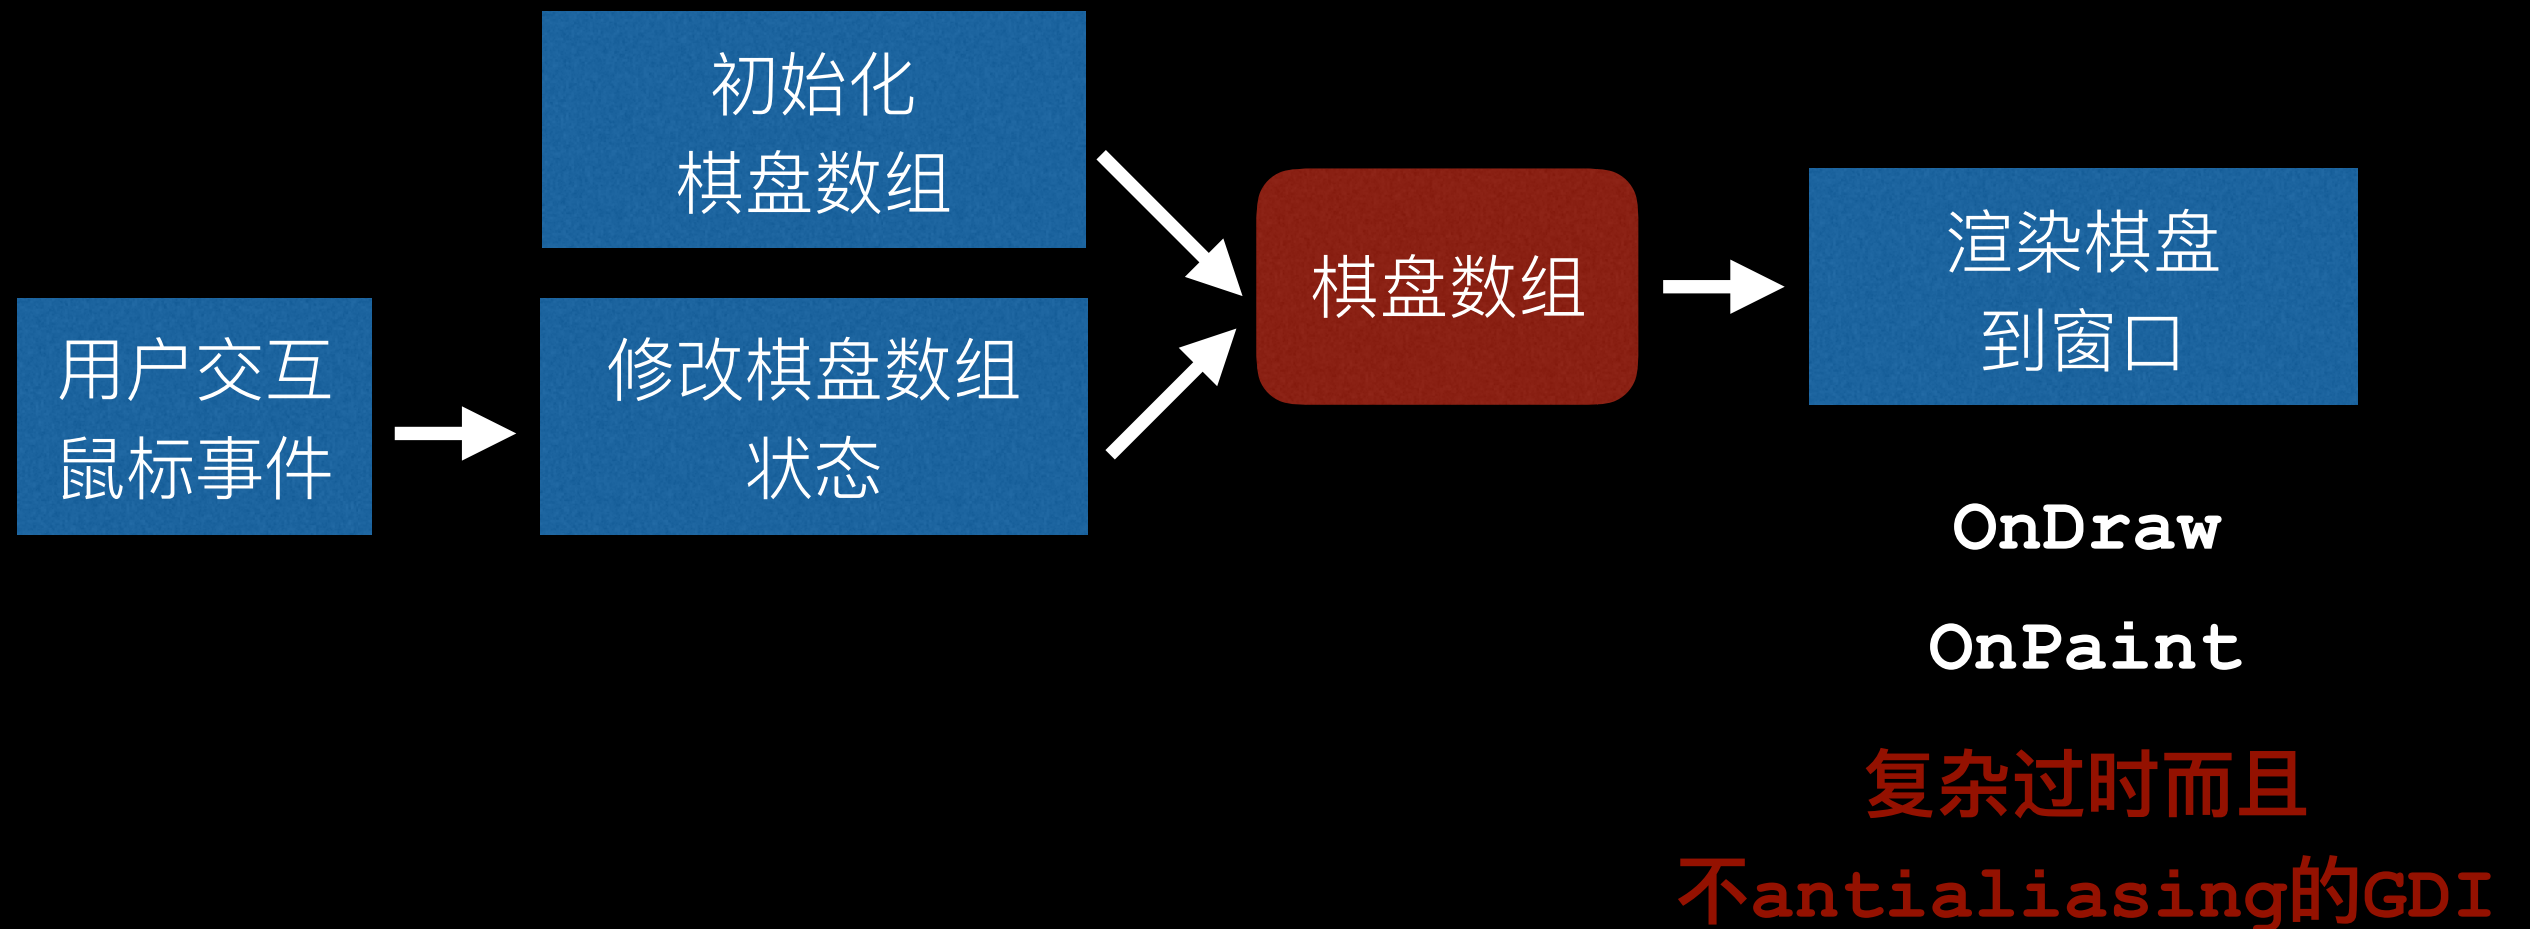 初始化
棋盘数组
用户交互
鼠标事件
修改棋盘数组
状态
棋盘数组
渲染棋盘
到窗口
OnDraw
OnPaint
复杂过时而且
不antialiasing的GDI